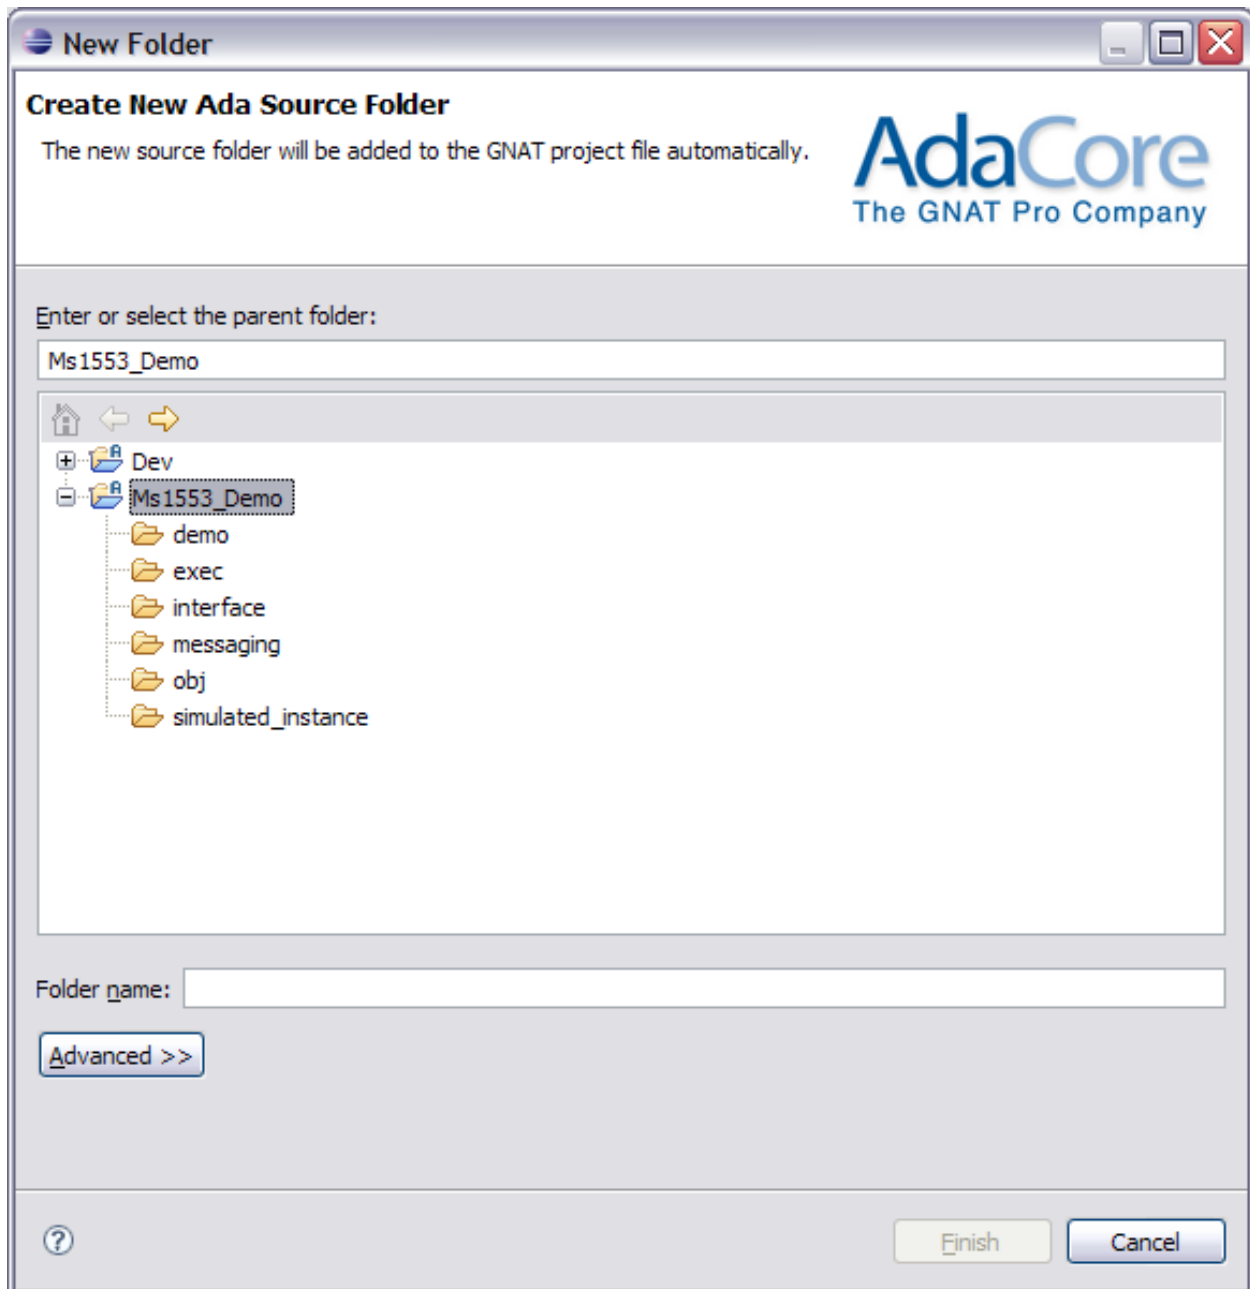 New Folder
Create New Ada Source Folder
The new source folder will be added to the GNAT project file automatically.
AdaCore
The GNAT Pro Company
Enter or select the parent folder:
Ms1553_Demo
Dev
Ms1553_Demo
demo
exec
interface
messaging
obj
simulated_instance
Folder name:
Advanced >>
?
Finish
Cancel